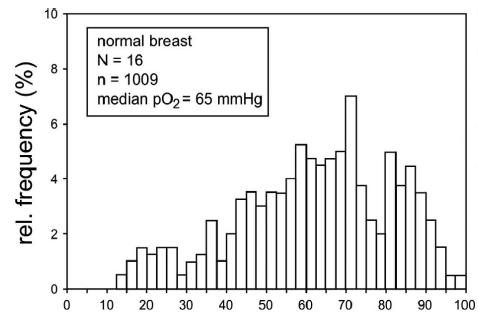 10
8
6
4
2
0
rel. frequency (%)
normal breast
N = 16
n = 1009
median pO₂ = 65 mmHg
0 10 20 30 40 50 60 70 80 90 100